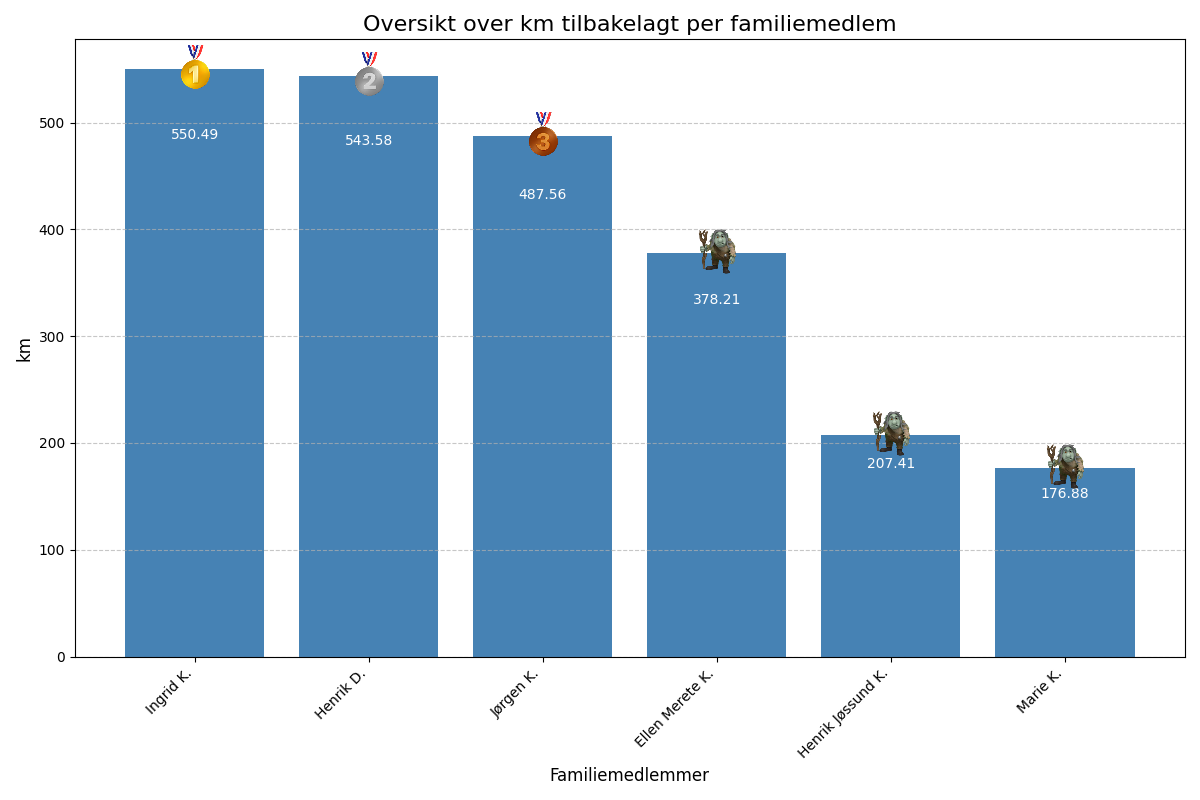 Oversikt over km tilbakelagt per familiemedlem
km
500
400
300
200
100
0
1
2
3
550.49
543.58
487.56
378.21
207.41
176.88
Ingrid K.
Henrik D.
Jørgen K.
Ellen Merete K.
Henrik Jøssund K.
Marie K.
Familiemedlemmer